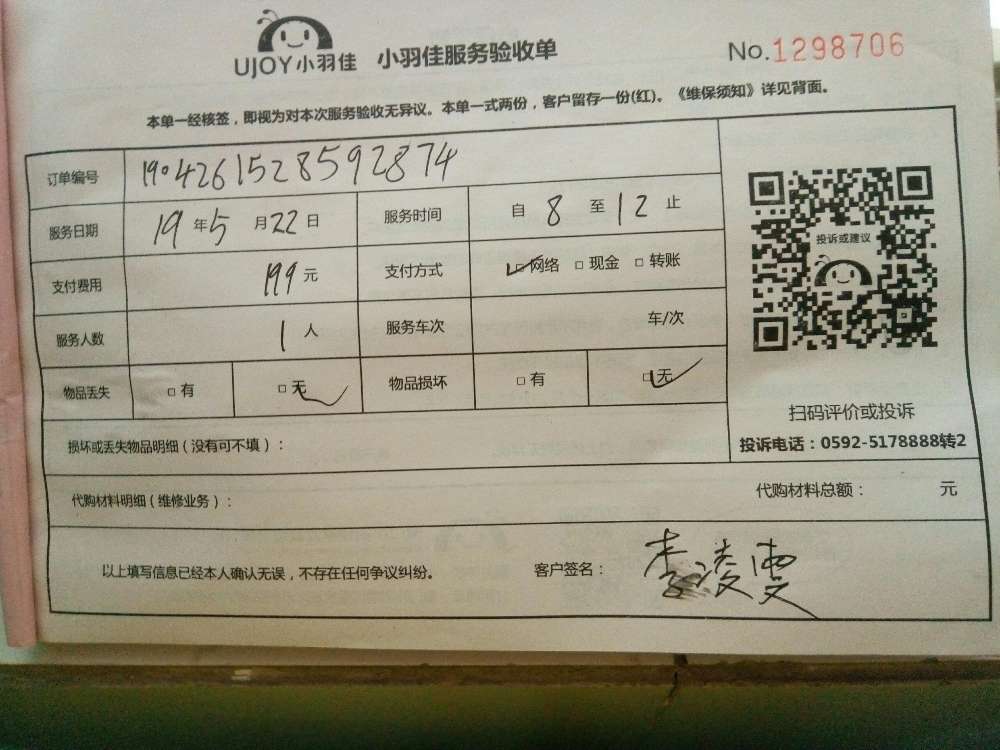 UJOY小羽佳 小羽佳服务验收单 No.1298706
本单一经核签，即视为对本次服务验收无异议。本单一式两份，客户留存一份(红)。《维保须知》详见背面。
订单编号 1904261528592874
服务日期 19年5月22日 服务时间 自8至12止
支付费用 199元 支付方式 □网络 □现金 □转账
服务人数 1人 服务车次 车/次
物品丢失 □有 □无 物品损坏 □有 □无
投诉或建议
扫码评价或投诉
投诉电话：0592-5178888转2
损坏或丢失物品明细（没有可不填）：
代购材料明细（维修业务）： 代购材料总额： 元
以上填写信息已经本人确认无误，不存在任何争议纠纷。 客户签名： 李凌雯